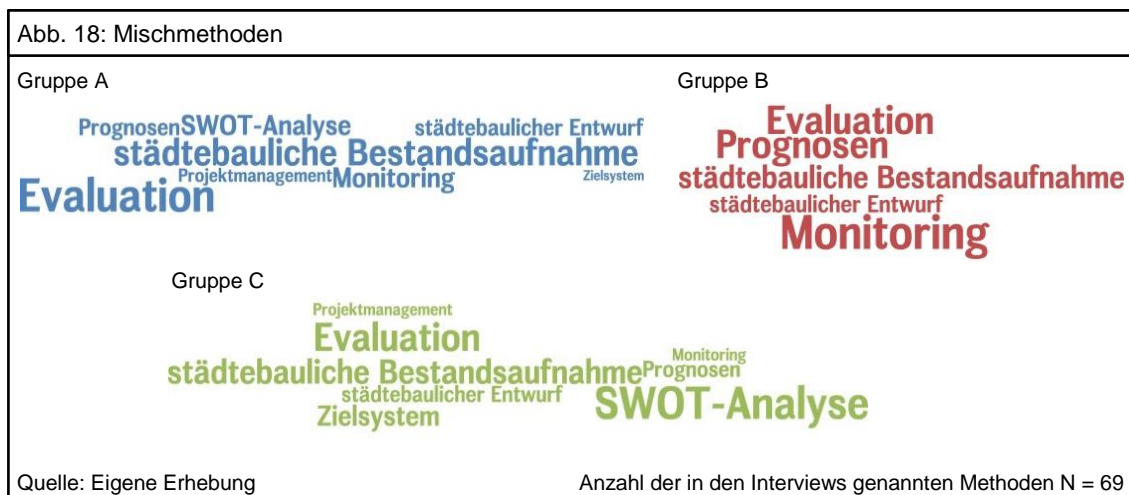 Abb. 18: Mischmethoden
Gruppe A
PrognosenSWOT-Analyse städtebaulicher Entwurf
städtebauliche Bestandsaufnahme
ProjektmanagementMonitoring Zielsystem
Evaluation
Gruppe B
Evaluation
Prognosen
städtebauliche Bestandsaufnahme
städtebaulicher Entwurf
Monitoring
Gruppe C
Projektmanagement
Evaluation
Monitoring
städtebauliche BestandsaufnahmePrognosen
städtebaulicher Entwurf
SWOT-Analyse
Zielsystem
Quelle: Eigene Erhebung
Anzahl der in den Interviews genannten Methoden N = 69